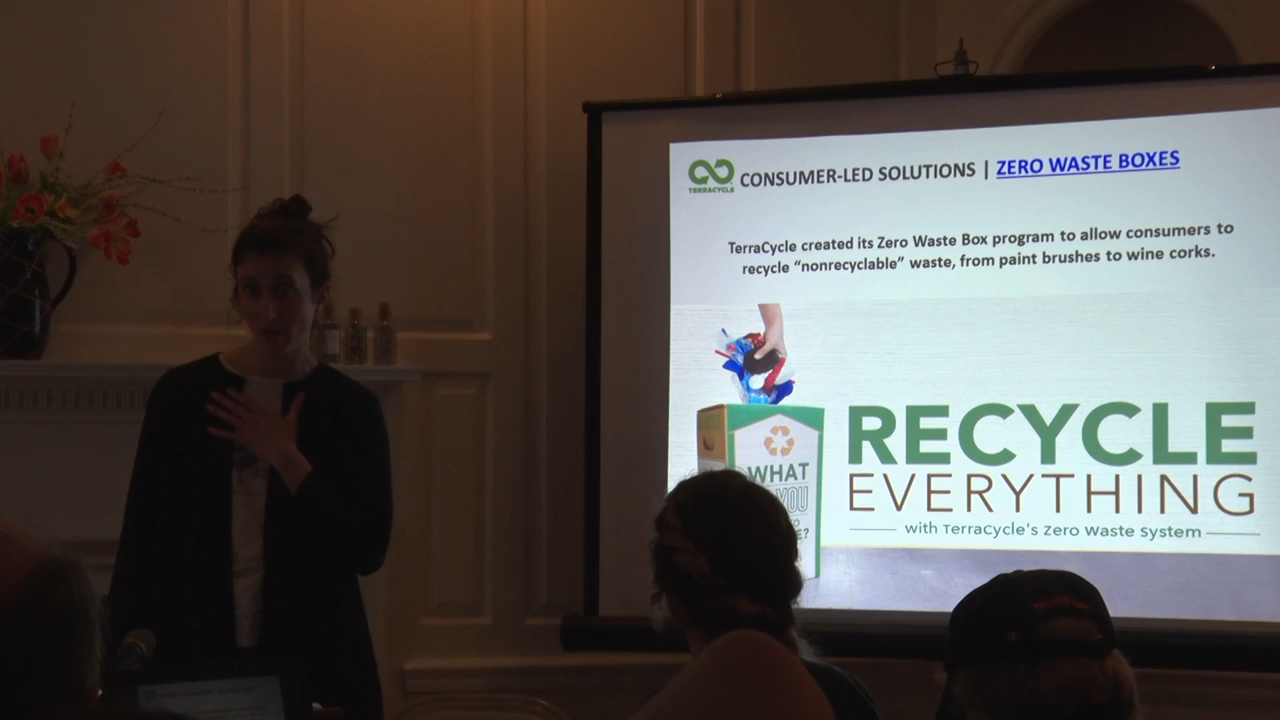 TERRACYCLE
CONSUMER-LED SOLUTIONS | ZERO WASTE BOXES
TerraCycle created its Zero Waste Box program to allow consumers to
recycle “nonrecyclable” waste, from paint brushes to wine corks.
WHAT
YOU
RECYCLE
EVERYTHING
with TerraCycle's Zero Waste System